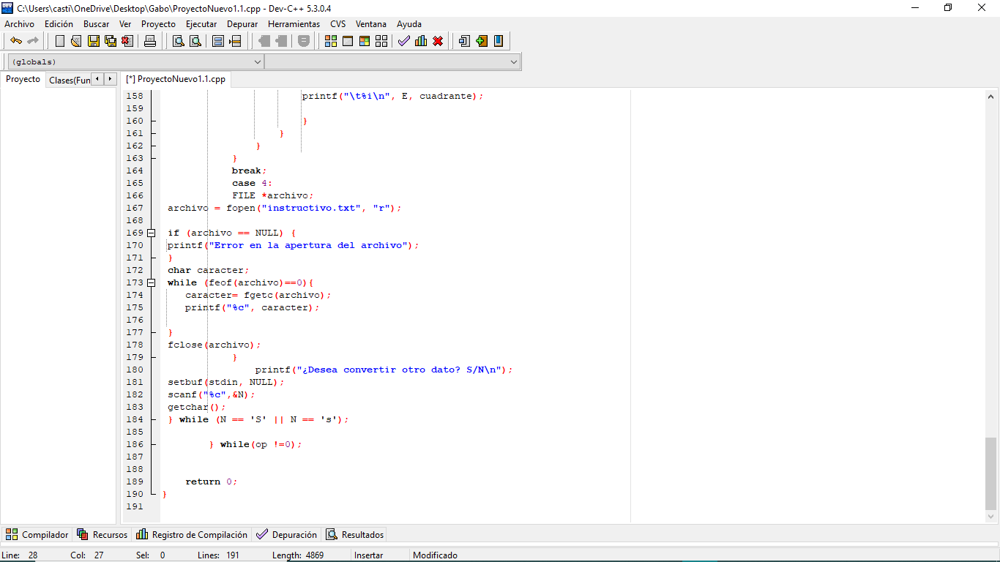 C:\Users\casti\OneDrive\Desktop\Gabo\ProyectoNuevo1.1.cpp - Dev-C++ 5.3.0.4
Archivo Edición Buscar Ver Proyecto Ejecutar Depurar Herramientas CVS Ventana Ayuda
(globals)
Proyecto Clases(Fun [*] ProyectoNuevo1.1.cpp
158 printf("\t%i\n", E, cuadrante);
159
160 }
161 }
162 }
163 }
164 break;
165 case 4:
166 FILE *archivo;
167 archivo = fopen("instructivo.txt", "r");
168
169 if (archivo == NULL) {
170 printf("Error en la apertura del archivo");
171 }
172 char caracter;
173 while (feof(archivo)==0){
174 caracter= fgetc(archivo);
175 printf("%c", caracter);
176
177 }
178 fclose(archivo);
179 }
180 printf("¿Desea convertir otro dato? S/N\n");
181 setbuf(stdin, NULL);
182 scanf("%c",&N);
183 getchar();
184 } while (N == 'S' || N == 's');
185
186 } while(op !=0);
187
188
189 return 0;
190 }
191
Compilador Recursos Registro de Compilación Depuración Resultados
Line: 28 Col: 27 Sel: 0 Lines: 191 Length: 4869 Insertar Modificado